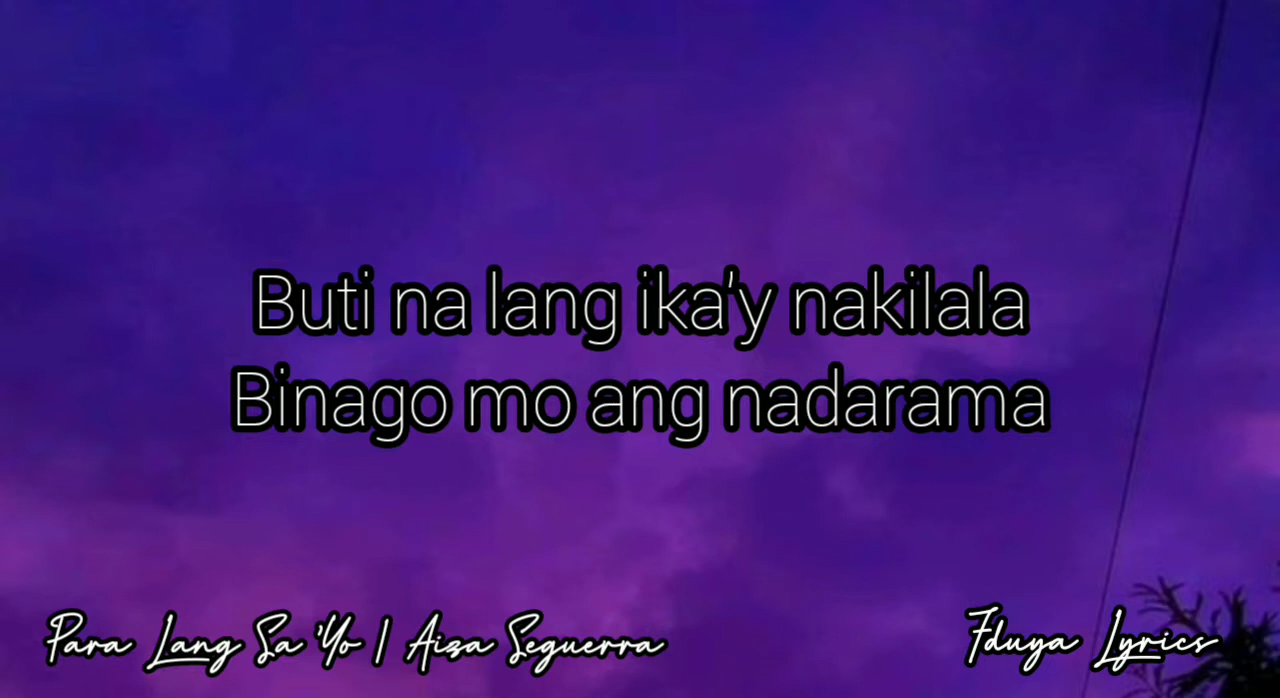 Buti na lang ika'y nakilala
Binago mo ang nadarama
Para Lang Sa 'Yo | Aiza Seguerra
Fduya Lyrics